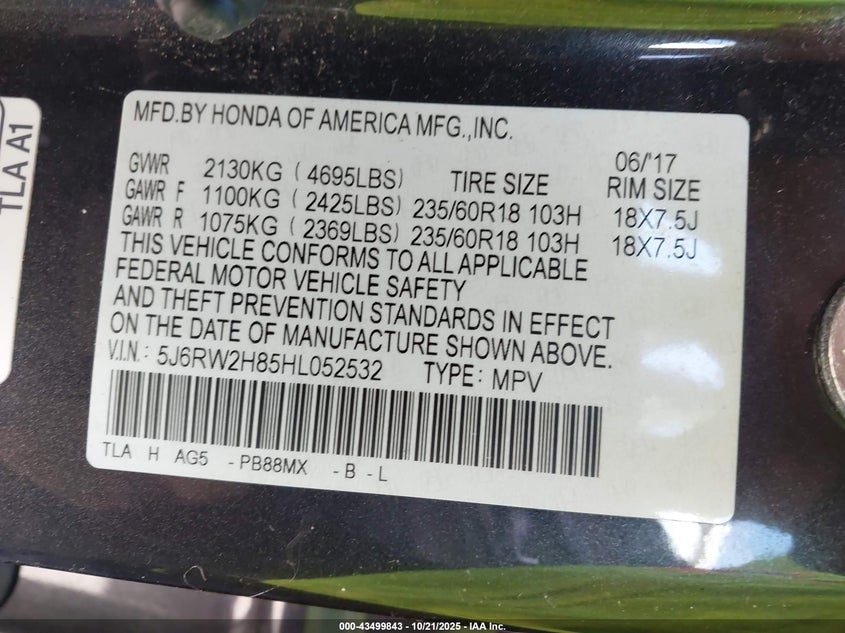 TLA A1
MFD.BY HONDA OF AMERICA MFG.,INC.
06/'17
GVWR 2130KG ( 4695LBS) TIRE SIZE RIM SIZE
GAWR F 1100KG ( 2425LBS) 235/60R18 103H 18X7.5J
GAWR R 1075KG ( 2369LBS) 235/60R18 103H 18X7.5J
THIS VEHICLE CONFORMS TO ALL APPLICABLE
FEDERAL MOTOR VEHICLE SAFETY
AND THEFT PREVENTION STANDARDS IN EFFECT
ON THE DATE OF MANUFACTURE SHOWN ABOVE.
V.I.N.: 5J6RW2H85HL052532 TYPE: MPV
TLA H AG5 -PB88MX -B -L
000-43499843 - 10/21/2025 - IAA Inc.